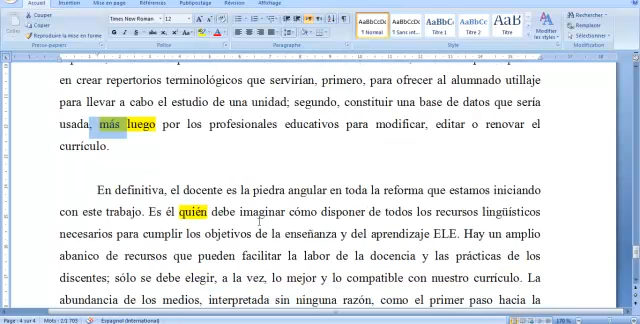 Accueil Insertion Mise en page Références Publipostage Révision Affichage
Couper
Copier
Reproduire la mise en forme
Presse-papiers
Times New Roman 12
Police
Paragraphe
AaBbCcDc AaBbCcDc AaBbC AaBbCc AaB
¶ Normal ¶ Sans int... Titre 1 Titre 2 Titre
Style
Modifier les styles
Rechercher
Remplacer
Sélectionner
Modification
en crear repertorios terminológicos que servirían, primero, para ofrecer al alumnado utillaje
para llevar a cabo el estudio de una unidad; segundo, constituir una base de datos que sería
usada, más luego por los profesionales educativos para modificar, editar o renovar el
currículo.
En definitiva, el docente es la piedra angular en toda la reforma que estamos iniciando
con este trabajo. Es él quién debe imaginar cómo disponer de todos los recursos lingüísticos
necesarios para cumplir los objetivos de la enseñanza y del aprendizaje ELE. Hay un amplio
abanico de recursos que pueden facilitar la labor de la docencia y las prácticas de los
discentes; sólo se debe elegir, a la vez, lo mejor y lo compatible con nuestro currículo. La
abundancia de los medios, interpretada sin ninguna razón, como el primer paso hacia la
Page : 4 sur 4 Mots : 2/1 703 Espagnol (International) 170 %